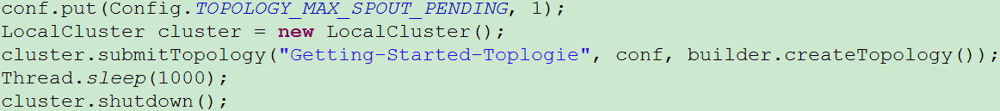 conf.put(Config.TOPOLOGY_MAX_SPOUT_PENDING, 1);
LocalCluster cluster = new LocalCluster();
cluster.submitTopology("Getting-Started-Toplogie", conf, builder.createTopology());
Thread.sleep(1000);
cluster.shutdown();